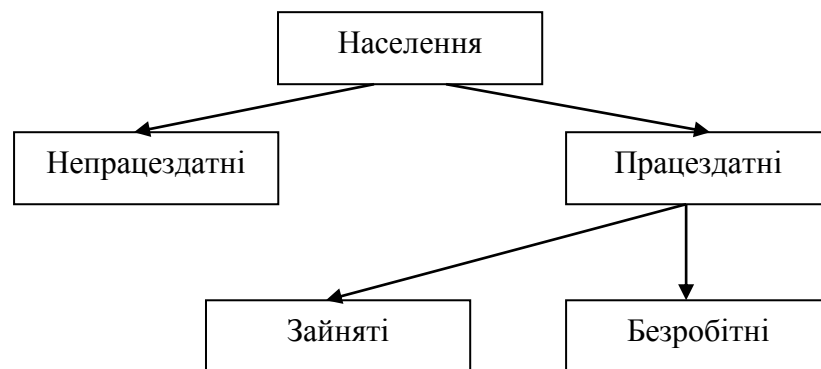 Населення
Непрацездатні
Працездатні
Зайняті
Безробітні